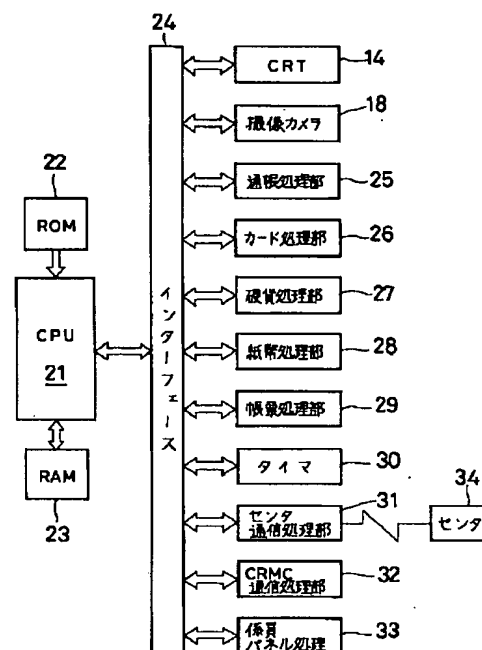 24
CRT
14
撮像カメラ
18
通帳処理部
25
22
ROM
カード処理部
26
CPU
21
インターフェース
硬貨処理部
27
紙幣処理部
28
帳票処理部
29
RAM
23
タイマ
30
センタ
通信処理部
31
34
センタ
CRMC
通信処理部
32
係員
パネル処理
33